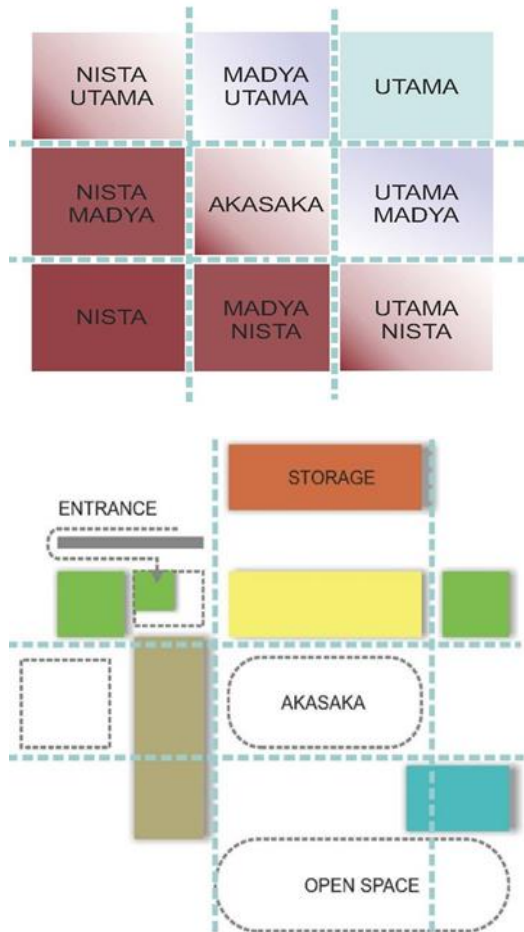 NISTA
UTAMA
MADYA
UTAMA
UTAMA
NISTA
MADYA
AKASAKA
UTAMA
MADYA
NISTA
MADYA
NISTA
UTAMA
NISTA
STORAGE
ENTRANCE
AKASAKA
OPEN SPACE